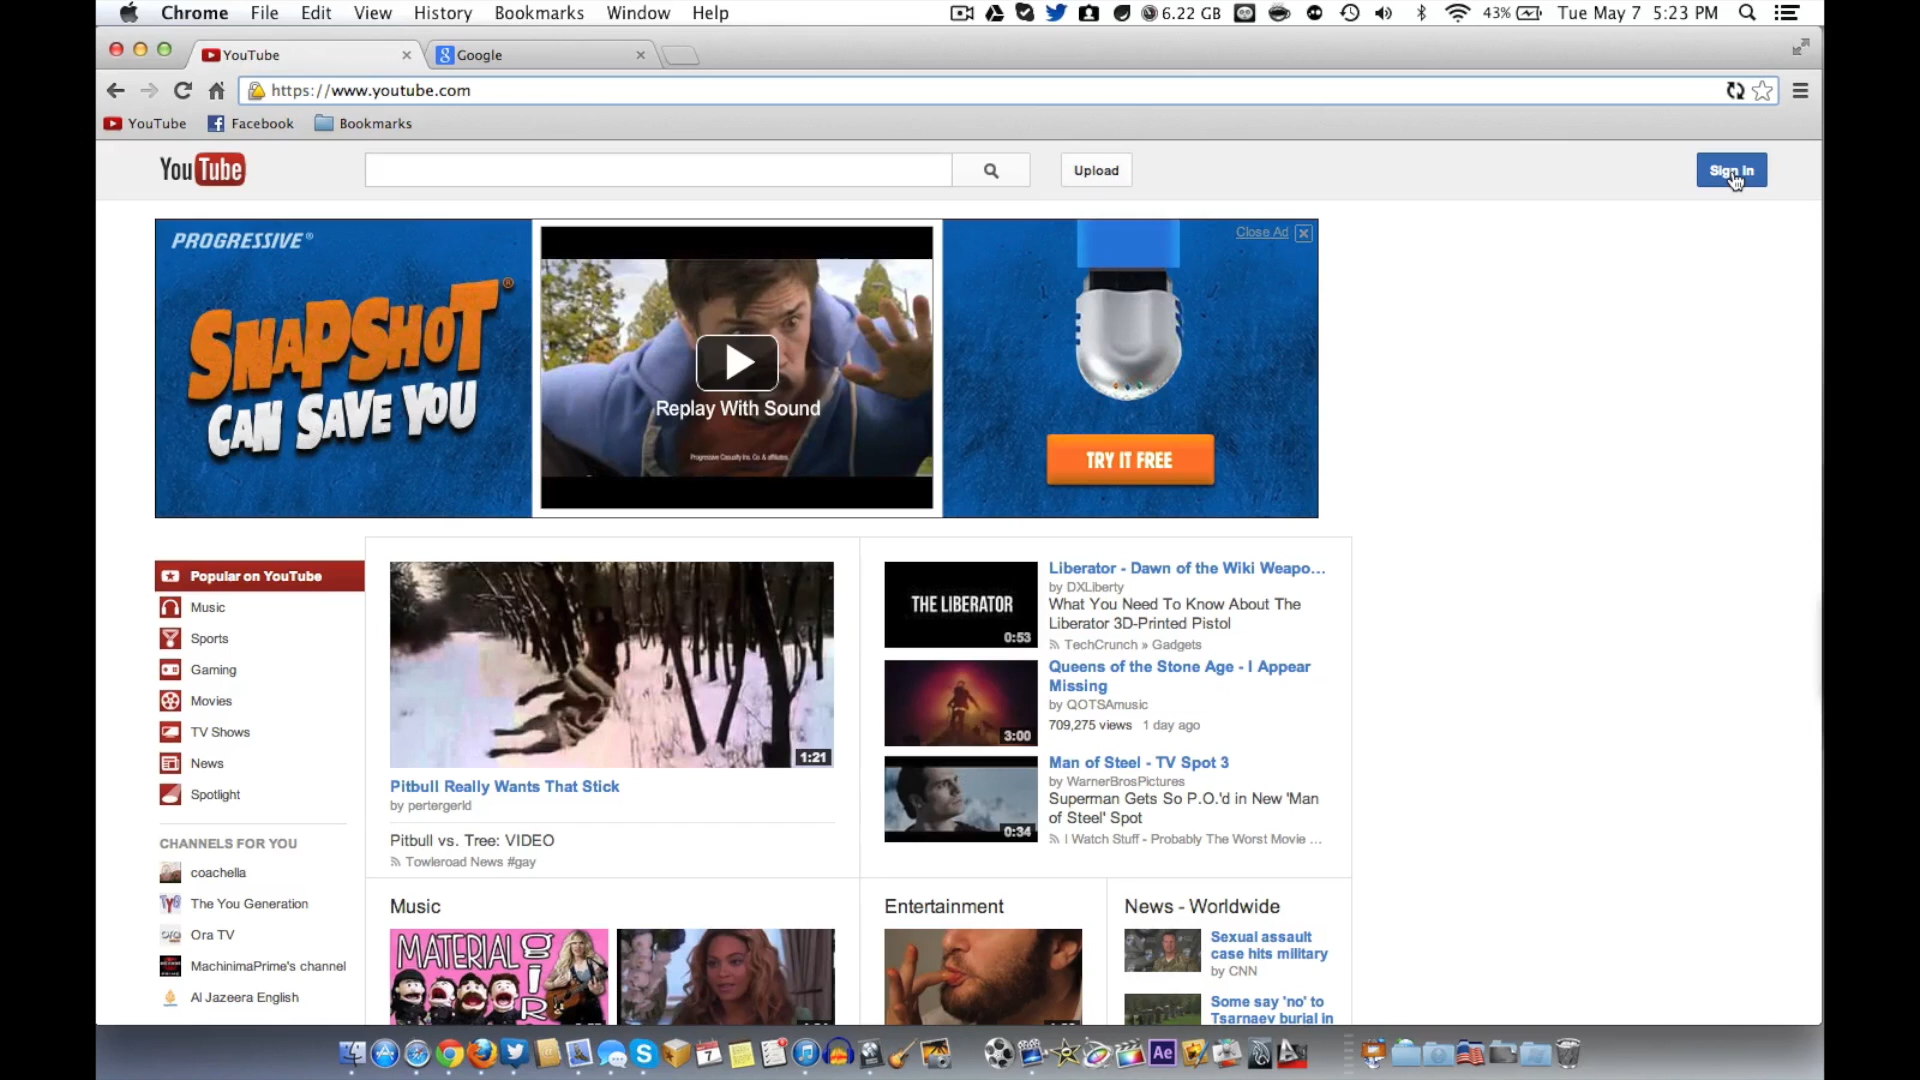 Chrome File Edit View History Bookmarks Window Help
6.22 GB 43% Tue May 7 5:23 PM
YouTube Google
https://www.youtube.com
YouTube Facebook Bookmarks
YouTube Upload Sign In
PROGRESSIVE®
SNAPSHOT®
CAN SAVE YOU
Replay With Sound
Progressive Casualty Ins. Co. & affiliates.
Close Ad
TRY IT FREE
Popular on YouTube
Music
Sports
Gaming
Movies
TV Shows
News
Spotlight
CHANNELS FOR YOU
coachella
The You Generation
Ora TV
MachinimaPrime's channel
Al Jazeera English
1:21
Pitbull Really Wants That Stick
by pertergerld
Pitbull vs. Tree: VIDEO
Towleroad News #gay
THE LIBERATOR
0:53
Liberator - Dawn of the Wiki Weapo...
by DXLiberty
What You Need To Know About The
Liberator 3D-Printed Pistol
TechCrunch » Gadgets
3:00
Queens of the Stone Age - I Appear
Missing
by QOTSAmusic
709,275 views 1 day ago
0:34
Man of Steel - TV Spot 3
by WarnerBrosPictures
Superman Gets So P.O.'d in New 'Man
of Steel' Spot
I Watch Stuff - Probably The Worst Movie ...
Music
MATERIAL
GIR
Entertainment
News - Worldwide
Sexual assault
case hits military
by CNN
Some say 'no' to
Tsarnaev burial in
7
Ae